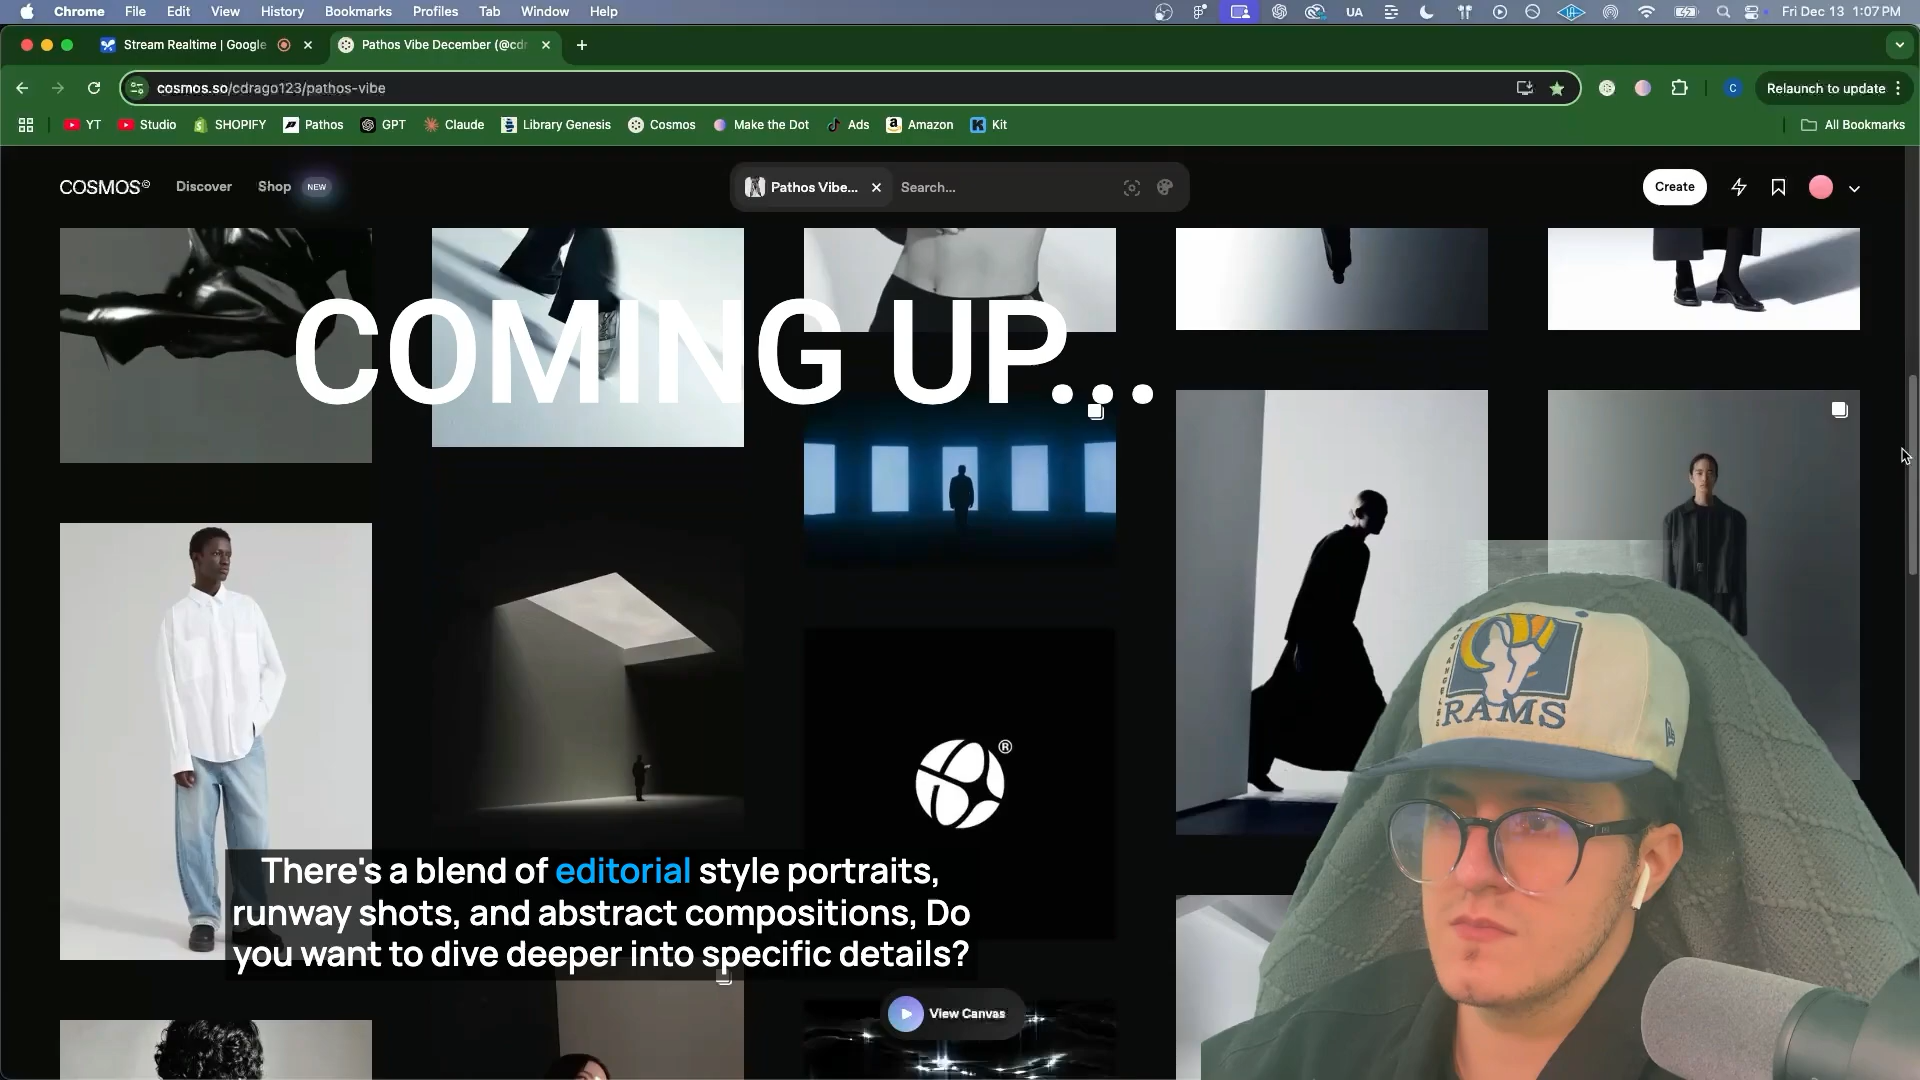 Chrome File Edit View History Bookmarks Profiles Tab Window Help UA Fri Dec 13 1:07 PM
Stream Realtime | Google Pathos Vibe December (@cdr
cosmos.so/cdrago123/pathos-vibe C Relaunch to update
YT Studio SHOPIFY Pathos GPT Claude Library Genesis Cosmos Make the Dot Ads Amazon Kit All Bookmarks
COSMOS© Discover Shop NEW Pathos Vibe... Search... Create
COMING UP...
LOS ANGELES
RAMS
®
There's a blend of editorial style portraits,
runway shots, and abstract compositions, Do
you want to dive deeper into specific details?
View Canvas